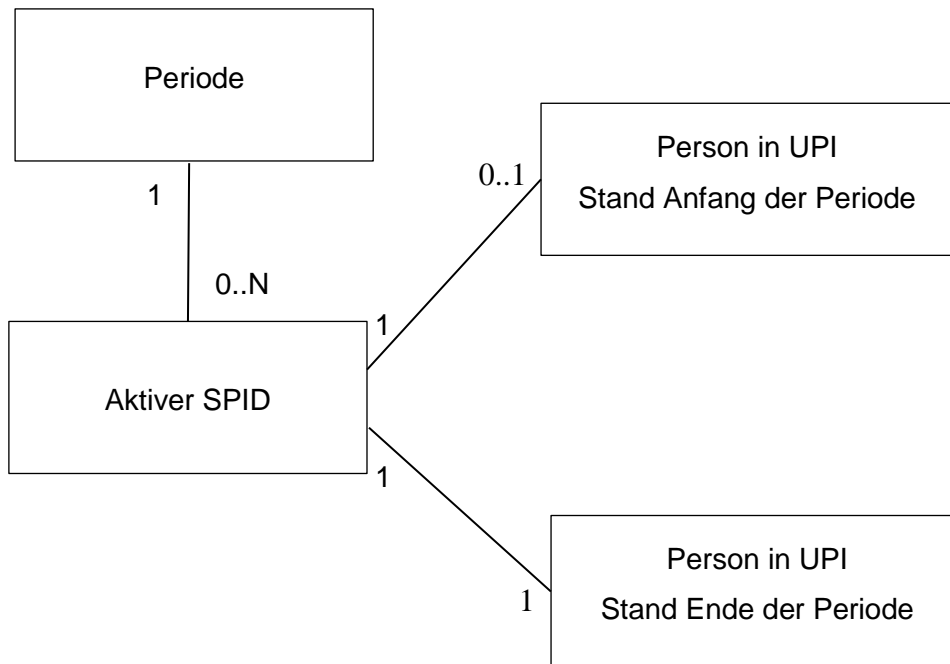 Periode
Person in UPI
Stand Anfang der Periode
0..1
1
0..N
1
Aktiver SPID
1
Person in UPI
Stand Ende der Periode
1